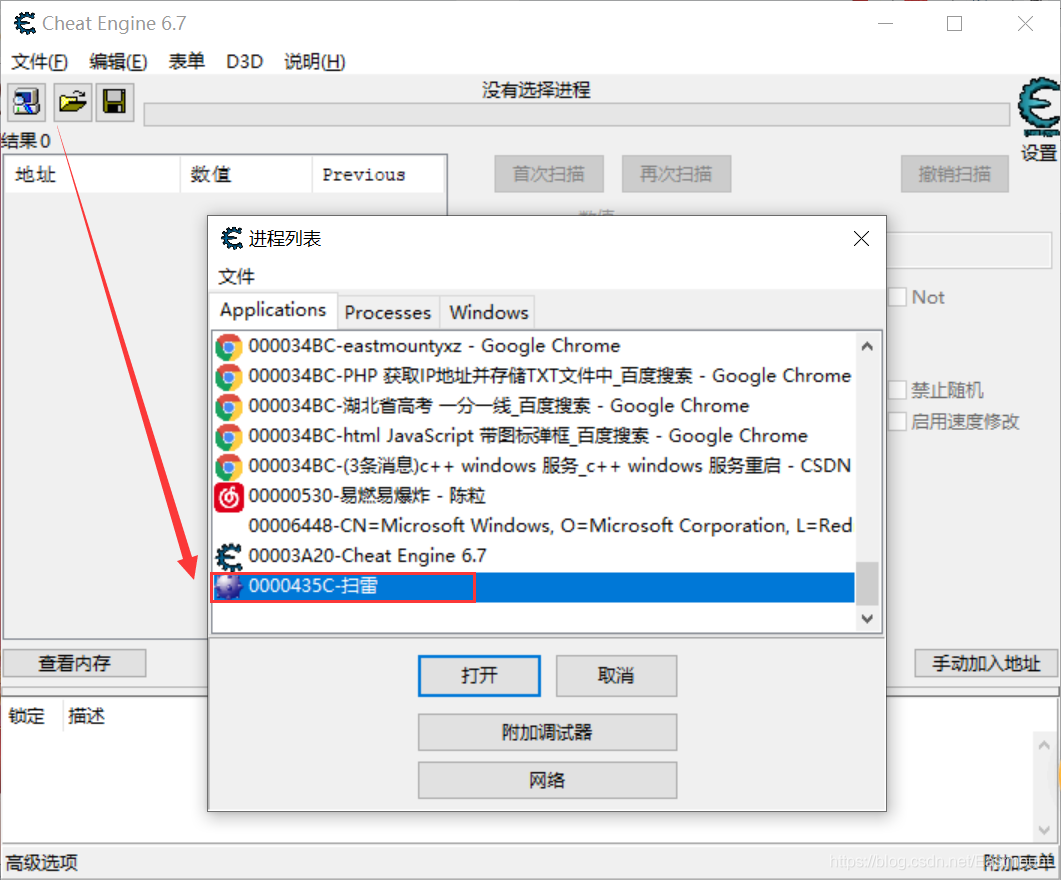 Cheat Engine 6.7
文件(F) 编辑(E) 表单 D3D 说明(H)
没有选择进程
结果 0
设置
地址 数值 Previous
首次扫描 再次扫描 撤销扫描
数值
进程列表
文件
Applications Processes Windows
Not
000034BC-eastmountyxz - Google Chrome
000034BC-PHP 获取IP地址并存储TXT文件中_百度搜索 - Google Chrome
000034BC-湖北省高考 一分一线_百度搜索 - Google Chrome
禁止随机
000034BC-html JavaScript 带图标弹框_百度搜索 - Google Chrome
启用速度修改
000034BC-(3条消息)c++ windows 服务_c++ windows 服务重启 - CSDN
00000530-易燃易爆炸 - 陈粒
00006448-CN=Microsoft Windows, O=Microsoft Corporation, L=Red
00003A20-Cheat Engine 6.7
0000435C-扫雷
查看内存 手动加入地址
打开 取消
锁定 描述
附加调试器
网络
高级选项 附加表单